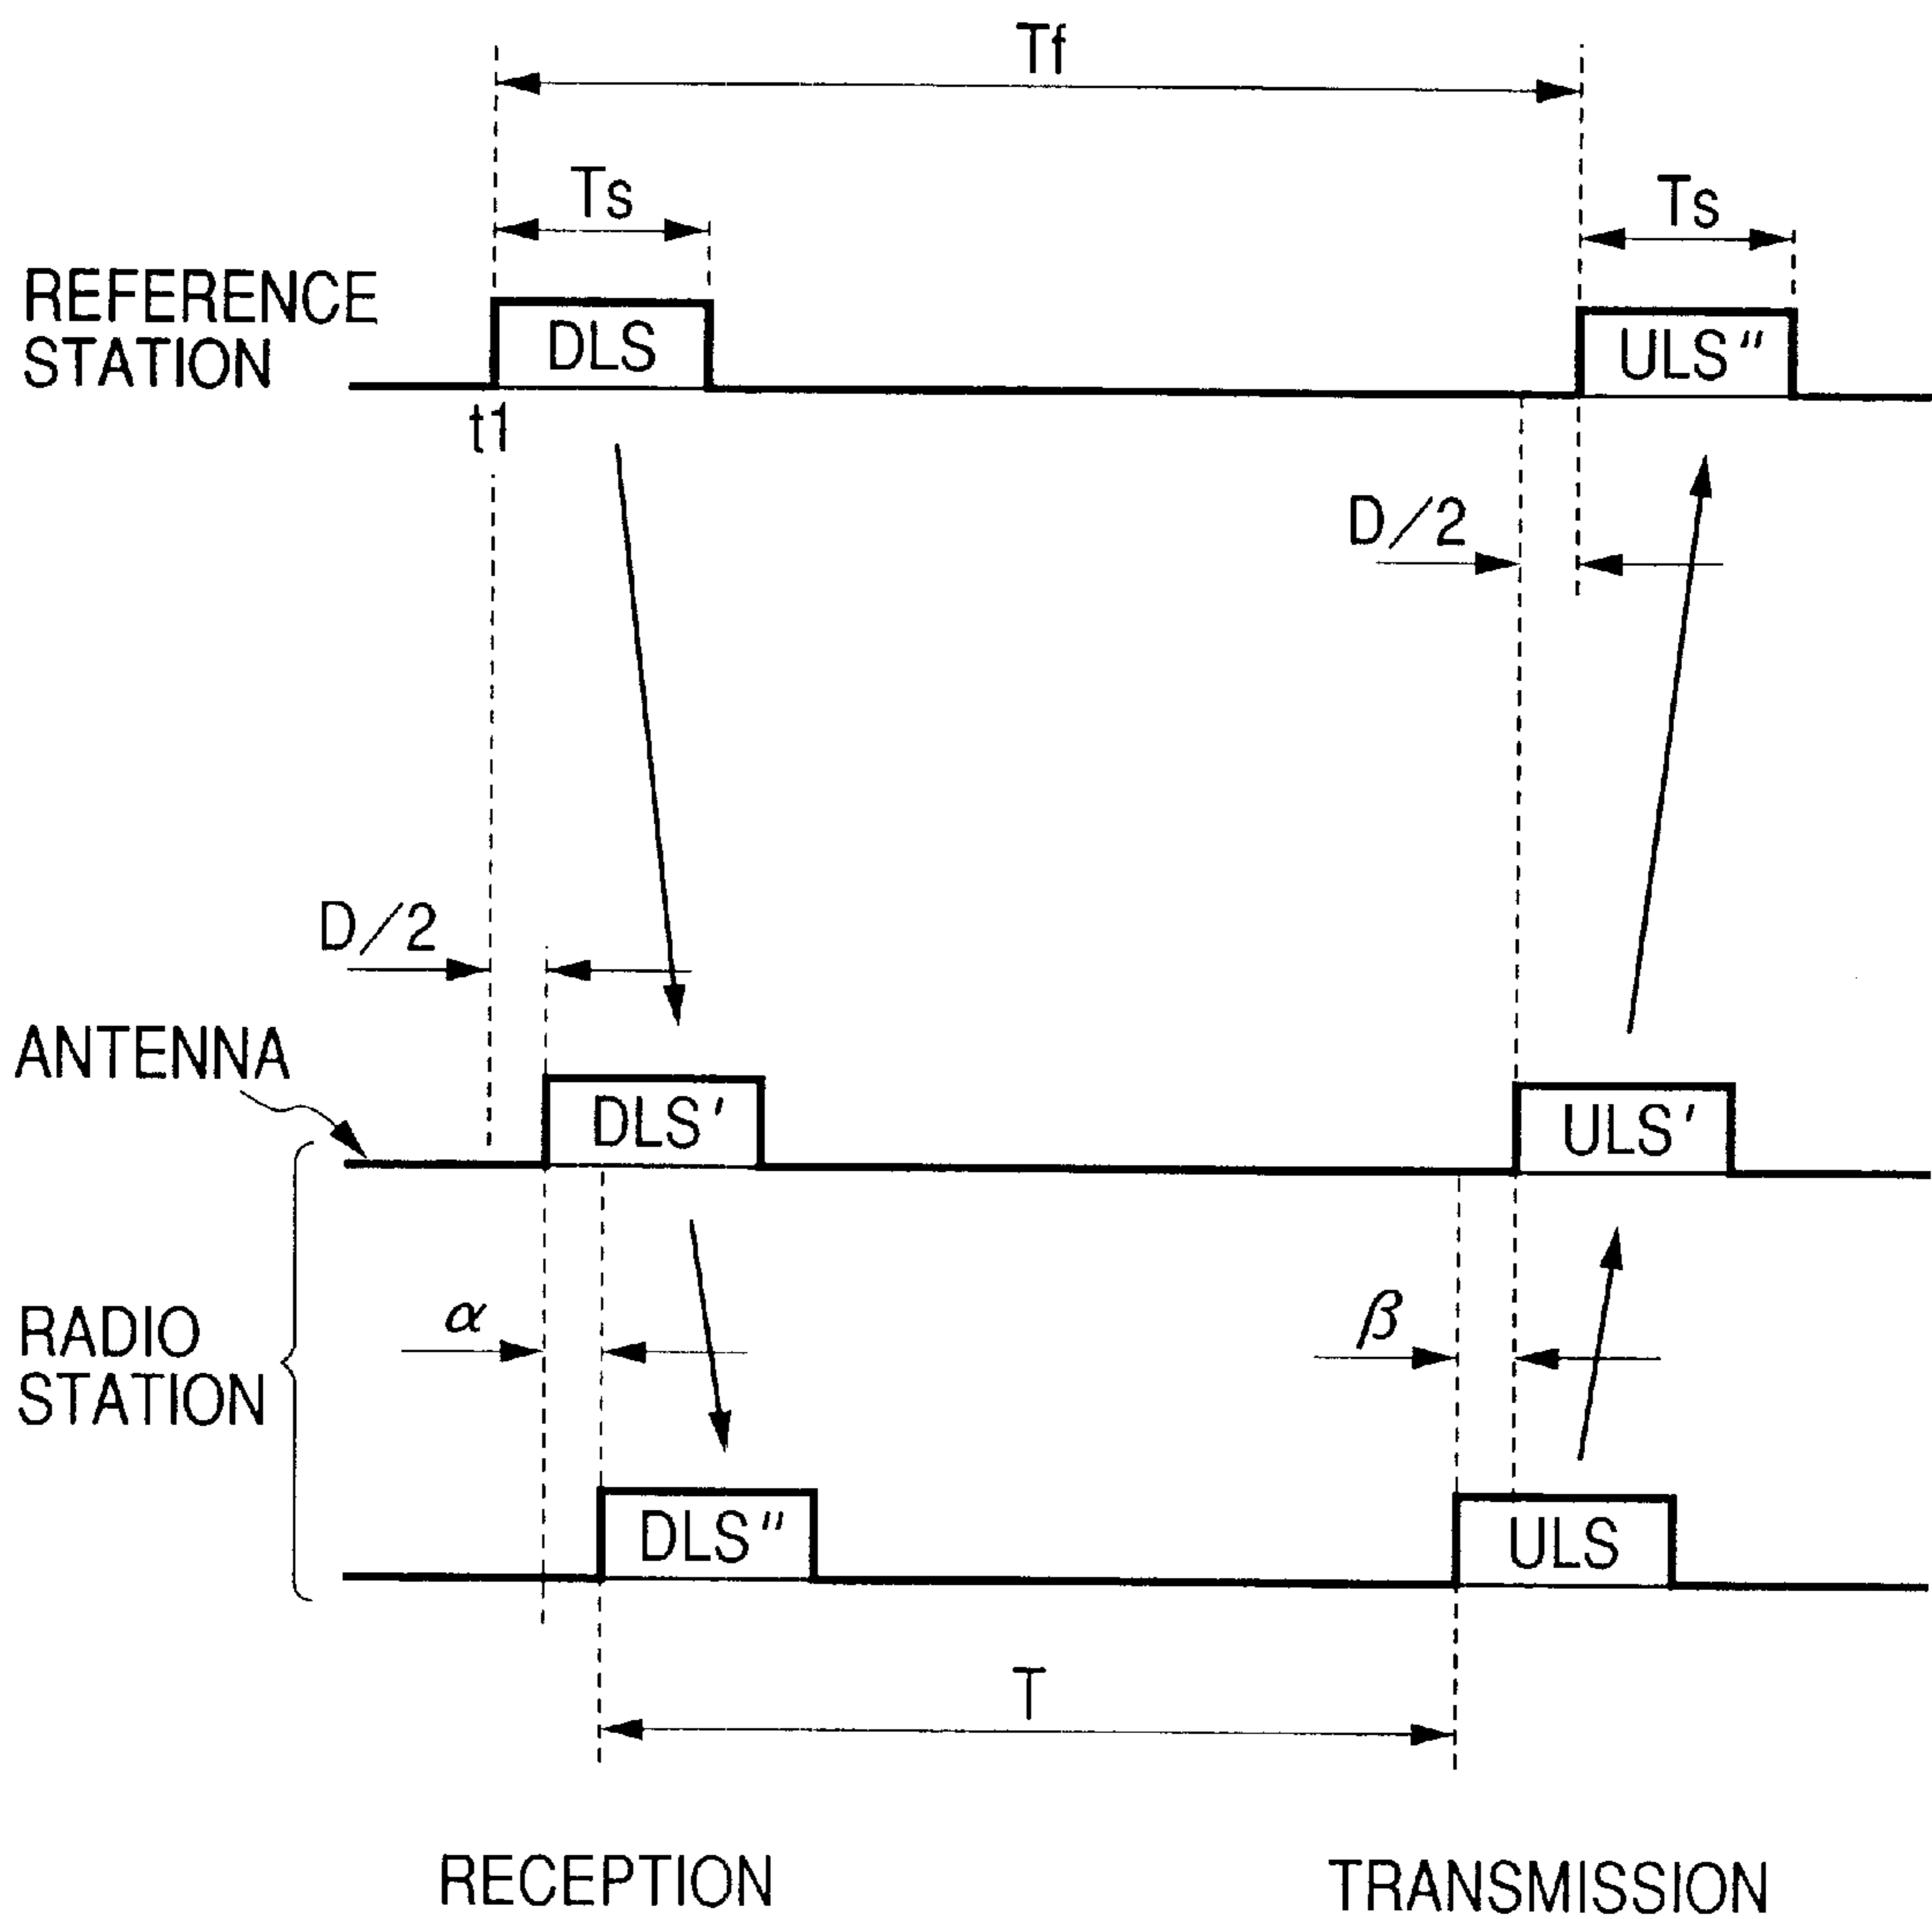 Tf
Ts
Ts
REFERENCE
STATION
DLS
ULS"
t1
D/2
D/2
ANTENNA
DLS'
ULS'
RADIO
STATION
α
β
DLS"
ULS
T
RECEPTION
TRANSMISSION